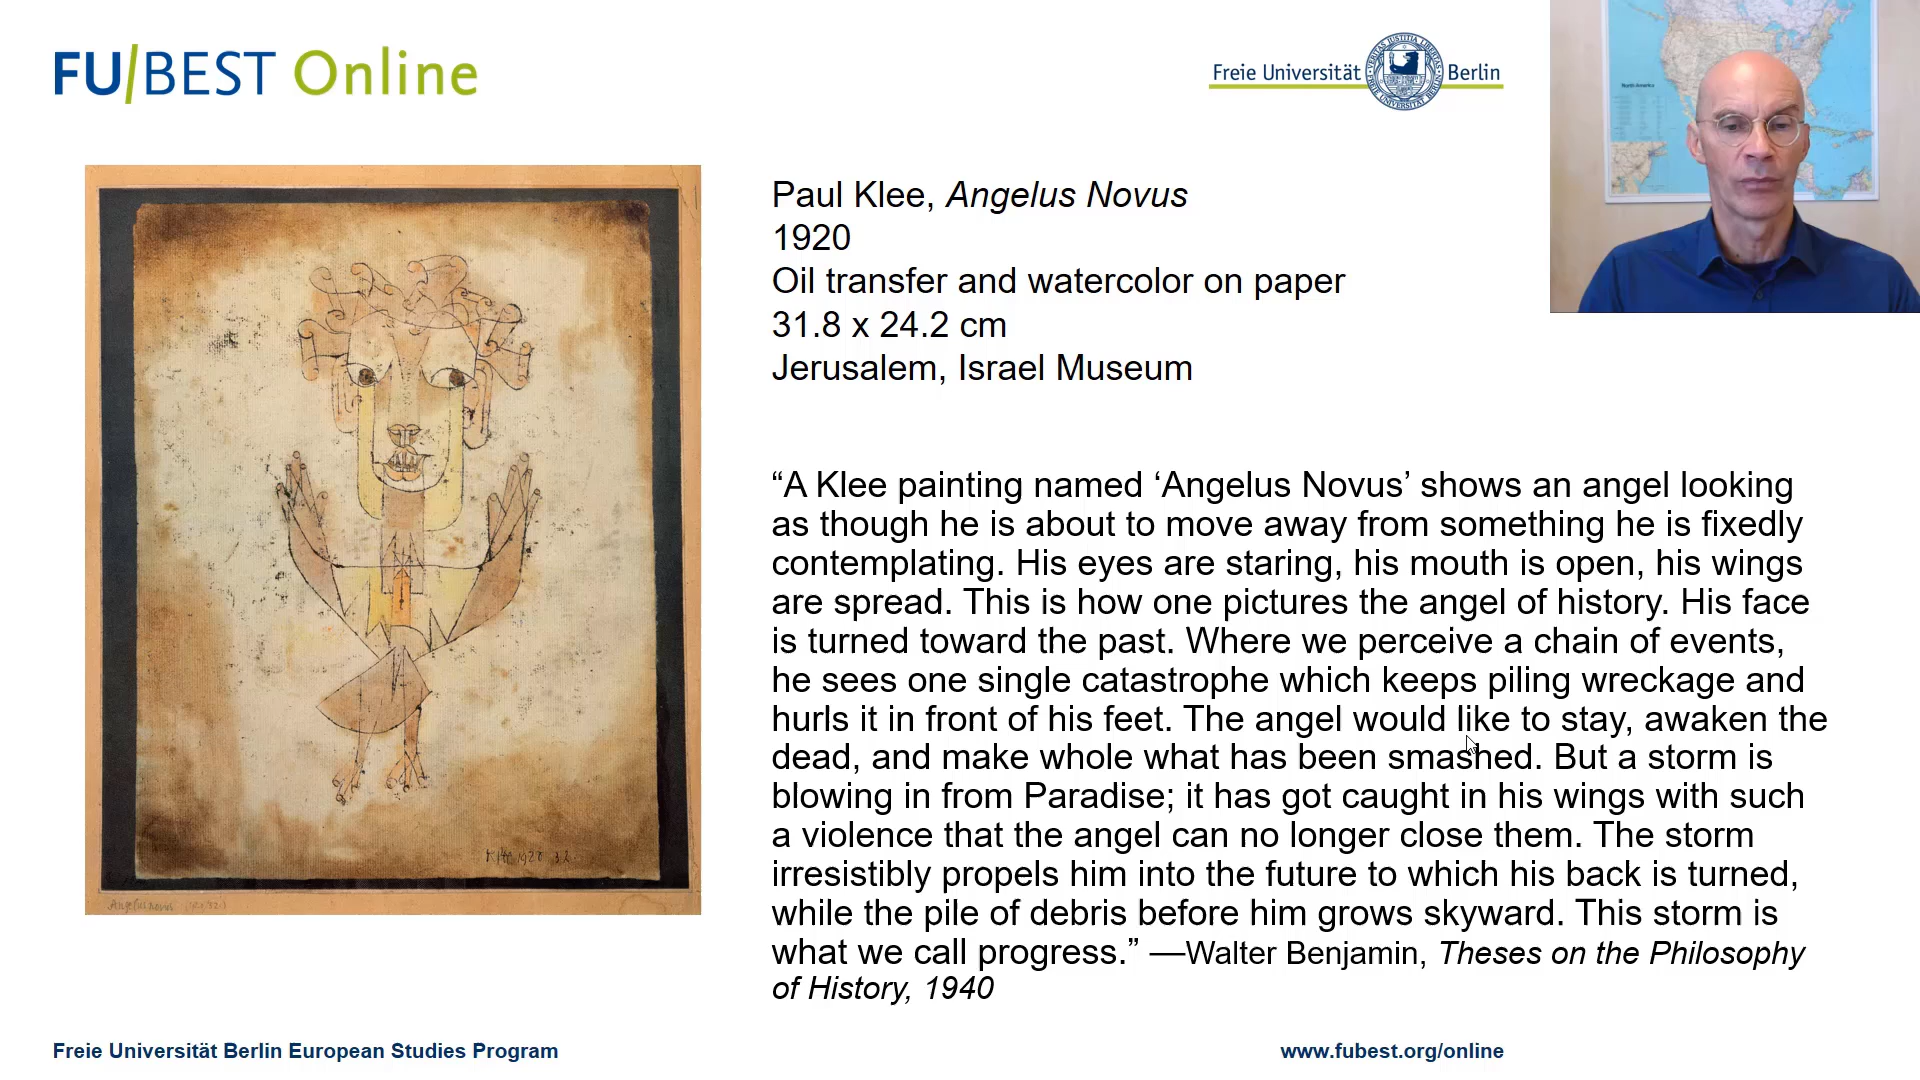 FU/BEST Online
Freie Universität Berlin
North America
Paul Klee, Angelus Novus
1920
Oil transfer and watercolor on paper
31.8 x 24.2 cm
Jerusalem, Israel Museum
“A Klee painting named ‘Angelus Novus’ shows an angel looking
as though he is about to move away from something he is fixedly
contemplating. His eyes are staring, his mouth is open, his wings
are spread. This is how one pictures the angel of history. His face
is turned toward the past. Where we perceive a chain of events,
he sees one single catastrophe which keeps piling wreckage and
hurls it in front of his feet. The angel would like to stay, awaken the
dead, and make whole what has been smashed. But a storm is
blowing in from Paradise; it has got caught in his wings with such
a violence that the angel can no longer close them. The storm
irresistibly propels him into the future to which his back is turned,
while the pile of debris before him grows skyward. This storm is
what we call progress.” —Walter Benjamin, Theses on the Philosophy
of History, 1940
Klee 1920 32
Angelus novus
Freie Universität Berlin European Studies Program
www.fubest.org/online